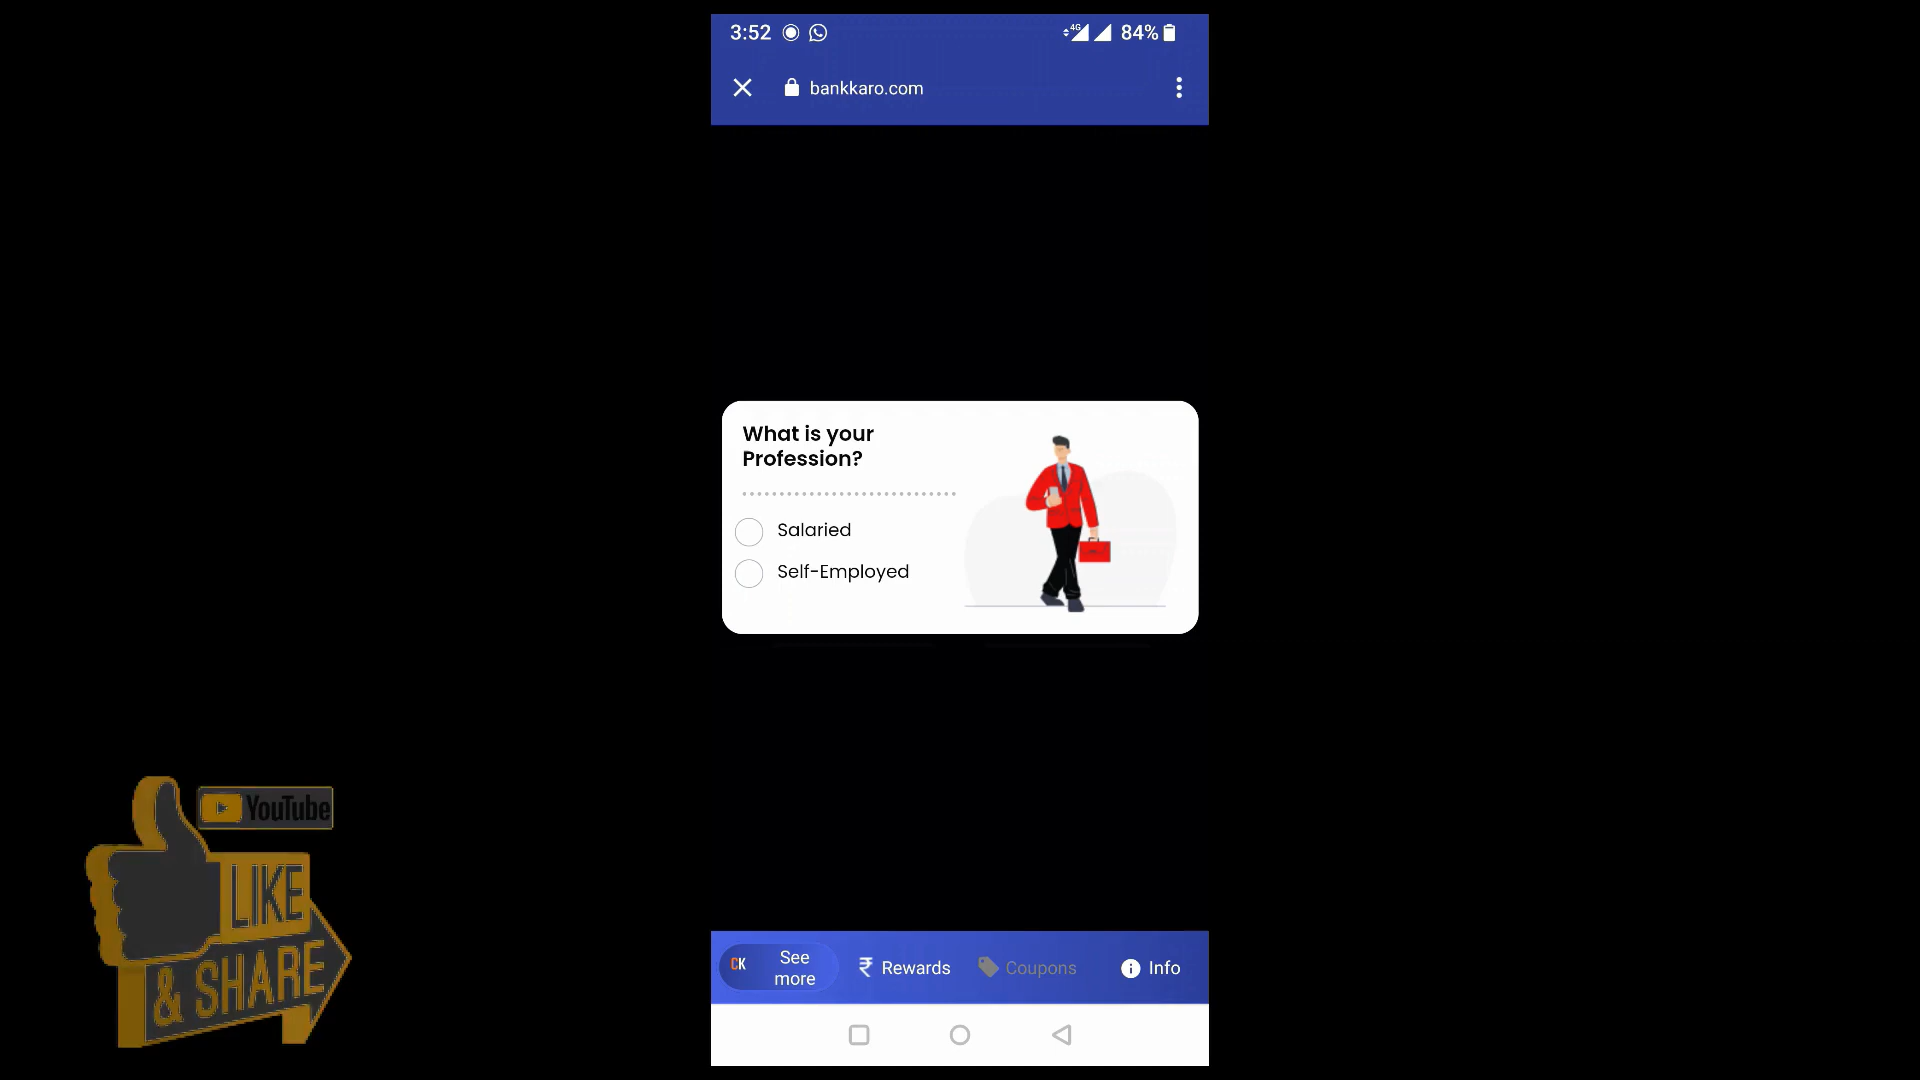 3:52
4G
84%
bankkaro.com
What is your
Profession?
Salaried
Self-Employed
CK
See
more
₹ Rewards
Coupons
Info
YouTube
LIKE
& SHARE